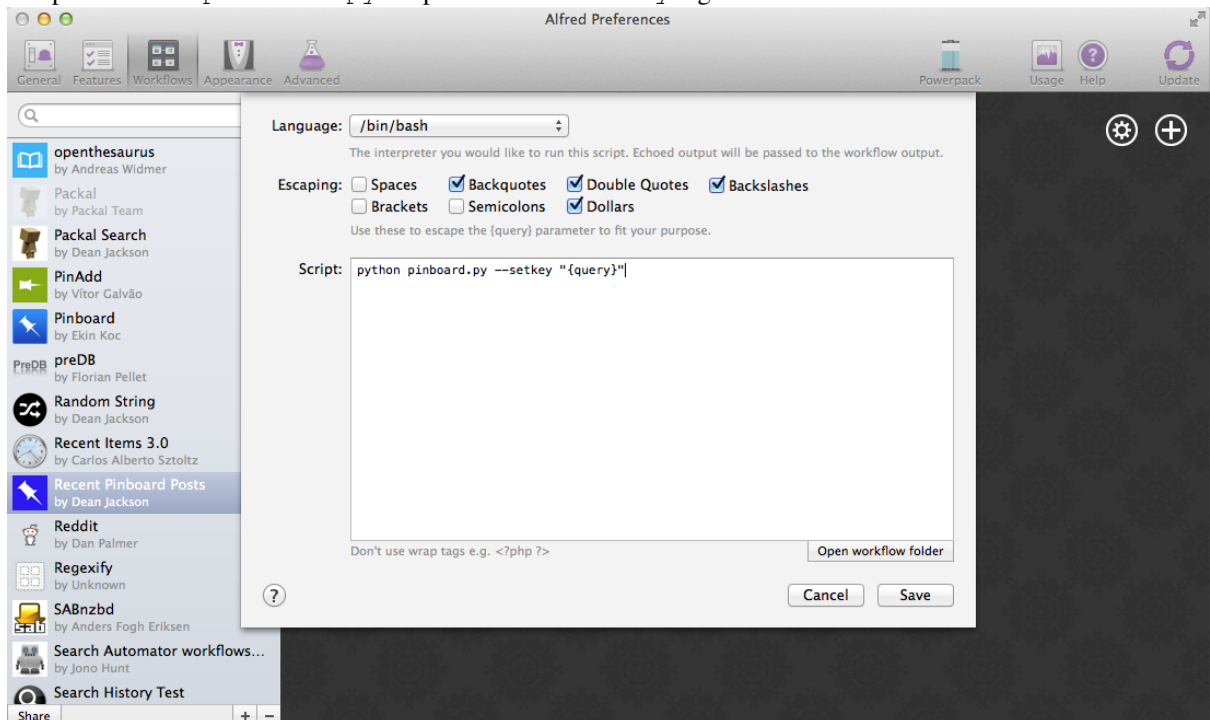 Alfred Preferences
General Features Workflows Appearance Advanced Powerpack Usage Help Update
Language: /bin/bash
The interpreter you would like to run this script. Echoed output will be passed to the workflow output.
Escaping: Spaces Backquotes Double Quotes Backslashes
Brackets Semicolons Dollars
Use these to escape the {query} parameter to fit your purpose.
Script: python pinboard.py --setkey "{query}"
Don't use wrap tags e.g. <?php ?>
Open workflow folder
Cancel Save
?
openthesaurus
by Andreas Widmer
Packal
by Packal Team
Packal Search
by Dean Jackson
PinAdd
by Vítor Galvão
Pinboard
by Ekin Koc
PreDB
preDB
by Florian Pellet
Random String
by Dean Jackson
Recent Items 3.0
by Carlos Alberto Sztoltz
Recent Pinboard Posts
by Dean Jackson
Reddit
by Dan Palmer
Regexify
by Unknown
SABnzbd
by Anders Fogh Eriksen
Search Automator workflows...
by Jono Hunt
Search History Test
Share + -